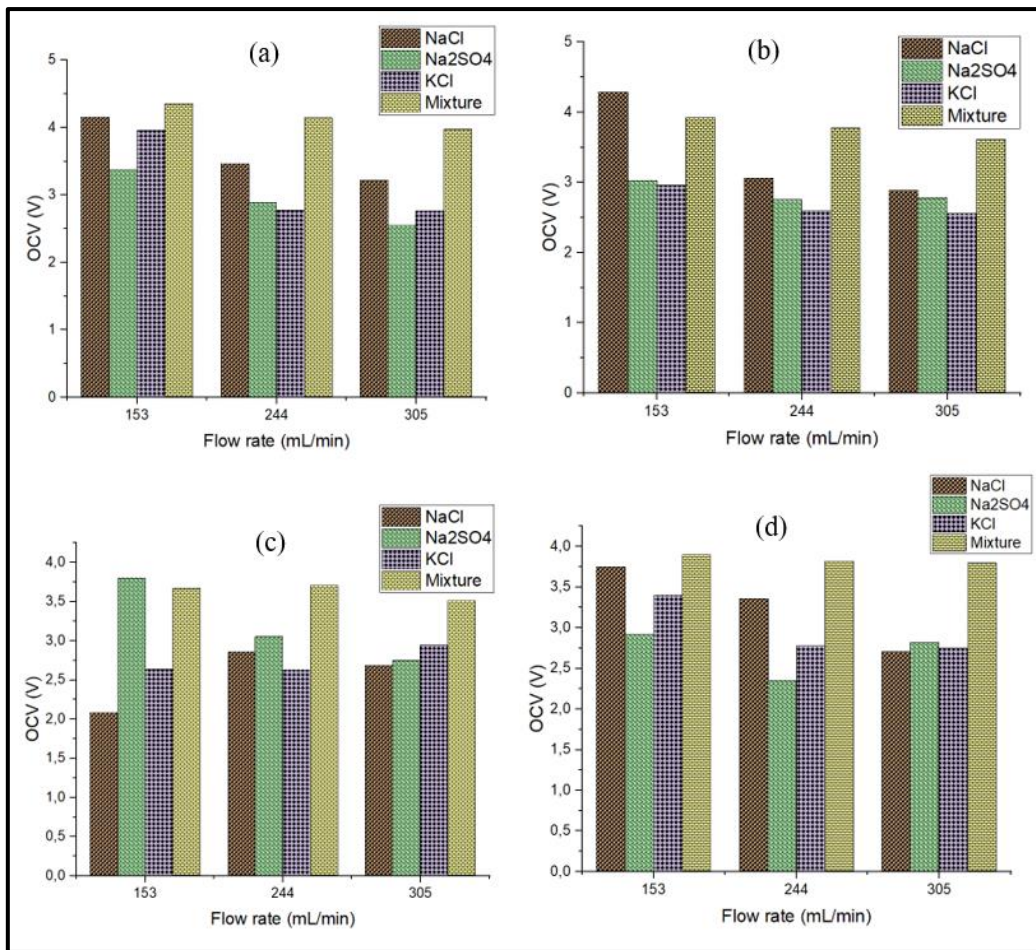 (a)
NaCl
Na2SO4
KCl
Mixture
5
4
3
2
1
0
OCV (V)
153
244
305
Flow rate (mL/min)
(b)
NaCl
Na2SO4
KCl
Mixture
5
4
3
2
1
0
OCV (V)
153
244
305
Flow rate (mL/min)
(c)
NaCl
Na2SO4
KCl
Mixture
4,0
3,5
3,0
2,5
2,0
1,5
1,0
0,5
0,0
OCV (V)
153
244
305
Flow rate (mL/min)
(d)
NaCl
Na2SO4
KCl
Mixture
4,0
3,5
3,0
2,5
2,0
1,5
1,0
0,5
0,0
OCV (V)
153
244
305
Flow rate (mL/min)